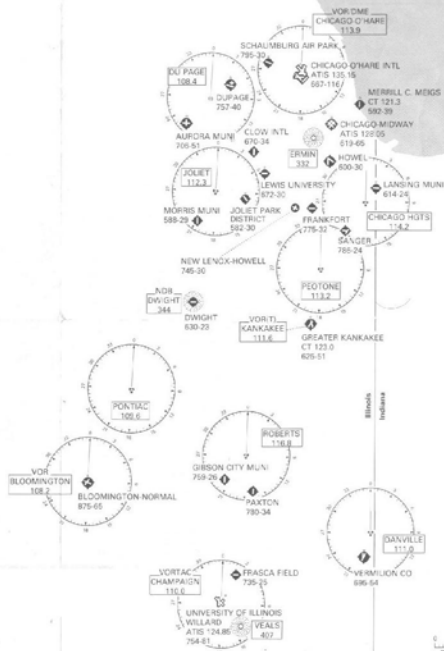 VOR/DME
CHICAGO-O'HARE
113.9
SCHAUMBURG AIR PARK
795-30
CHICAGO-O'HARE INTL
ATIS 135.15
667-116
DU PAGE
108.4
DUPAGE
757-40
MERRILL C. MEIGS
CT 121.3
592-39
AURORA MUNI
706-51
CLOW INTL
670-34
CHICAGO-MIDWAY
ATIS 128.05
619-65
ERMIN
332
HOWELL
600-30
JOLIET
112.3
LEWIS UNIVERSITY
672-30
LANSING MUNI
614-24
JOLIET PARK
DISTRICT
582-30
MORRIS MUNI
588-29
FRANKFORT
775-32
CHICAGO HGTS
114.2
SANGER
786-24
NEW LENOX-HOWELL
745-30
PEOTONE
113.2
NDB
DWIGHT
344
DWIGHT
630-23
KANKAKEE
111.6
GREATER KANKAKEE
CT 123.0
625-51
Illinois
Indiana
PONTIAC
109.6
ROBERTS
116.8
VOR
BLOOMINGTON
108.2
BLOOMINGTON-NORMAL
875-65
GIBSON CITY MUNI
759-26
PAXTON
780-34
DANVILLE
111.0
VERMILION CO
695-54
VORTAC
CHAMPAIGN
110.0
FRASCA FIELD
735-25
UNIVERSITY OF ILLINOIS
WILLARD
ATIS 124.85
754-81
VEALS
407